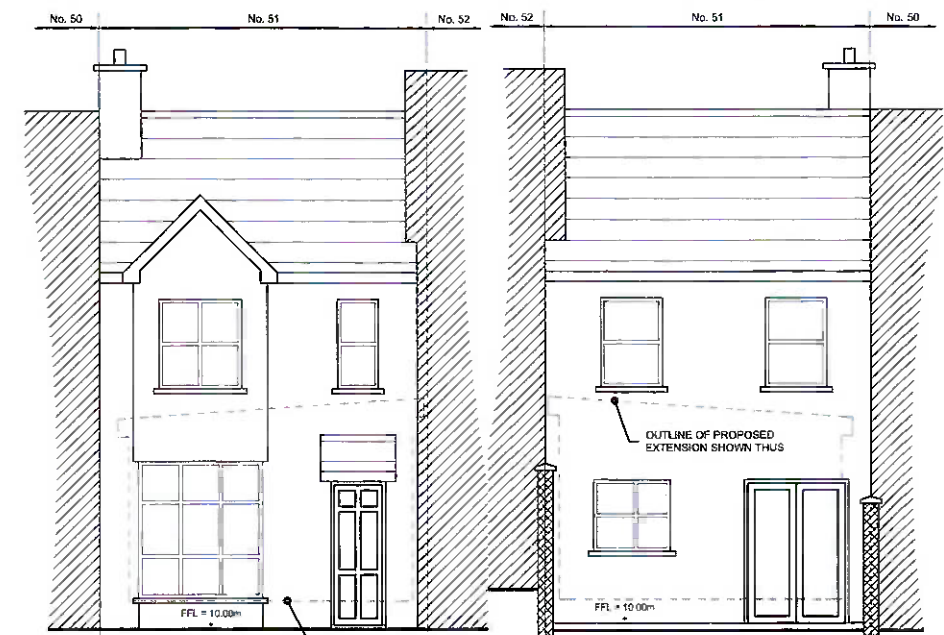 No. 50
No. 51
No. 52
No. 52
No. 51
No. 50
OUTLINE OF PROPOSED
EXTENSION SHOWN THUS
FFL = 10.00m
FFL = 10.00m